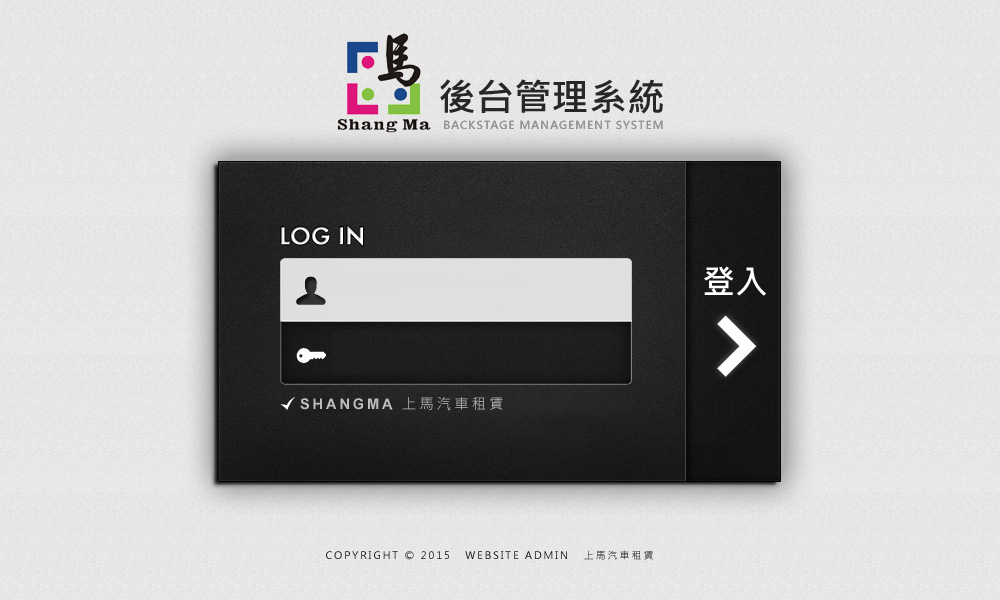 馬
後台管理系統
Shang Ma
BACKSTAGE MANAGEMENT SYSTEM
LOG IN
登入
SHANGMA 上馬汽車租賃
COPYRIGHT © 2015 WEBSITE ADMIN 上馬汽車租賃